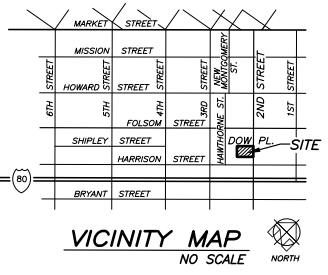 MARKET STREET
MISSION STREET
HOWARD STREET
FOLSOM STREET
SHIPLEY STREET
HARRISON STREET
BRYANT STREET
6TH STREET
5TH STREET
4TH STREET
3RD STREET
NEW MONTGOMERY ST.
HAWTHORNE ST.
2ND STREET
1ST STREET
DOW PL.
SITE
80
VICINITY MAP
NO SCALE
NORTH